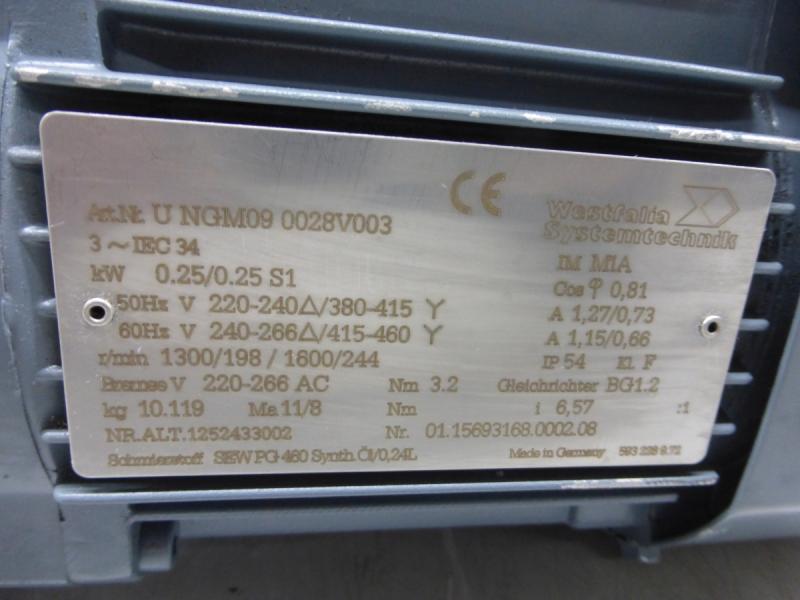 CE Westfalia
Systemtechnik
Art.Nr. U NGM09 0028V003
3 ~ IEC 34 IM M1A
kW 0.25/0.25 S1 Cos φ 0,81
50Hz V 220-240△/380-415 Y A 1,27/0,73
60Hz V 240-266△/415-460 Y A 1,15/0,66
r/min 1300/198 / 1600/244 IP 54 Kl. F
Bremse V 220-266 AC Nm 3.2 Gleichrichter BG1.2
kg 10.119 Ma 11/8 Nm i 6,57 :1
NR.ALT.1252433002 Nr. 01.15693168.0002.08
Schmierstoff SEW PG 460 Synth. Öl/0,24L Made in Germany 593 228 9.72